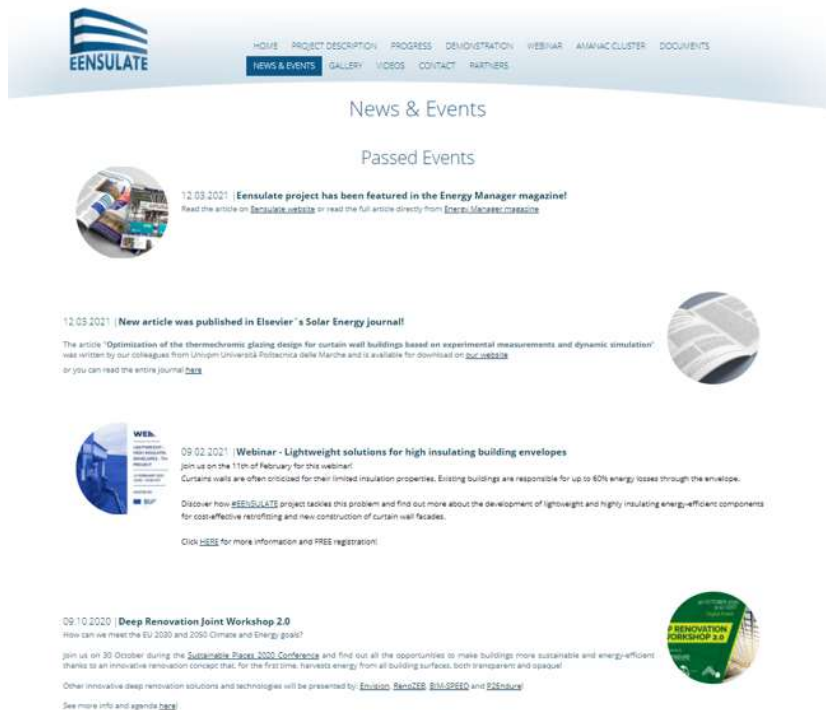 EENSULATE
HOME PROJECT DESCRIPTION PROGRESS DEMONSTRATION WEBINAR AMANAC CLUSTER DOCUMENTS
NEWS & EVENTS GALLERY VIDEOS CONTACT PARTNERS
News & Events
Passed Events
12.03.2021 | Eensulate project has been featured in the Energy Manager magazine!
Read the article on Eensulate website or read the full article directly from Energy Manager magazine
12.03.2021 | New article was published in Elsevier´s Solar Energy journal!
The article "Optimization of the thermochromic glazing design for curtain wall buildings based on experimental measurements and dynamic simulation"
was written by our colleagues from Univpm Università Politecnica delle Marche and is available for download on our website
or you can read the entire journal here
WEB
09.02.2021 | Webinar - Lightweight solutions for high insulating building envelopes
Join us on the 11th of February for this webinar!
Curtains walls are often criticized for their limited insulation properties. Existing buildings are responsible for up to 60% energy losses through the envelope.
Discover how #EENSULATE project tackles this problem and find out more about the development of lightweight and highly insulating energy-efficient components
for cost-effective retrofitting and new construction of curtain wall facades.
Click HERE for more information and FREE registration!
09.10.2020 | Deep Renovation Joint Workshop 2.0
How can we meet the EU 2030 and 2050 Climate and Energy goals?
Join us on 30 October during the Sustainable Places 2020 Conference and find out all the opportunities to make buildings more sustainable and energy-efficient
thanks to an innovative renovation concept that, for the first time, harvests energy from all building surfaces, both transparent and opaque!
Other innovative deep renovation solutions and technologies will be presented by: Envision, RenoZEB, BIM-SPEED and P2Endure!
See more info and agenda here!
P RENOVATION
WORKSHOP 2.0